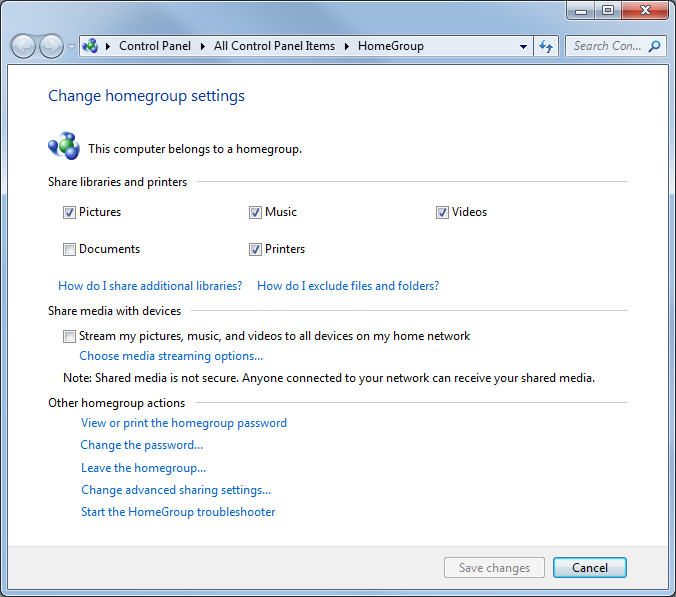 Control Panel All Control Panel Items HomeGroup Search Con...
Change homegroup settings
This computer belongs to a homegroup.
Share libraries and printers
Pictures Music Videos
Documents Printers
How do I share additional libraries? How do I exclude files and folders?
Share media with devices
Stream my pictures, music, and videos to all devices on my home network
Choose media streaming options...
Note: Shared media is not secure. Anyone connected to your network can receive your shared media.
Other homegroup actions
View or print the homegroup password
Change the password...
Leave the homegroup...
Change advanced sharing settings...
Start the HomeGroup troubleshooter
Save changes Cancel